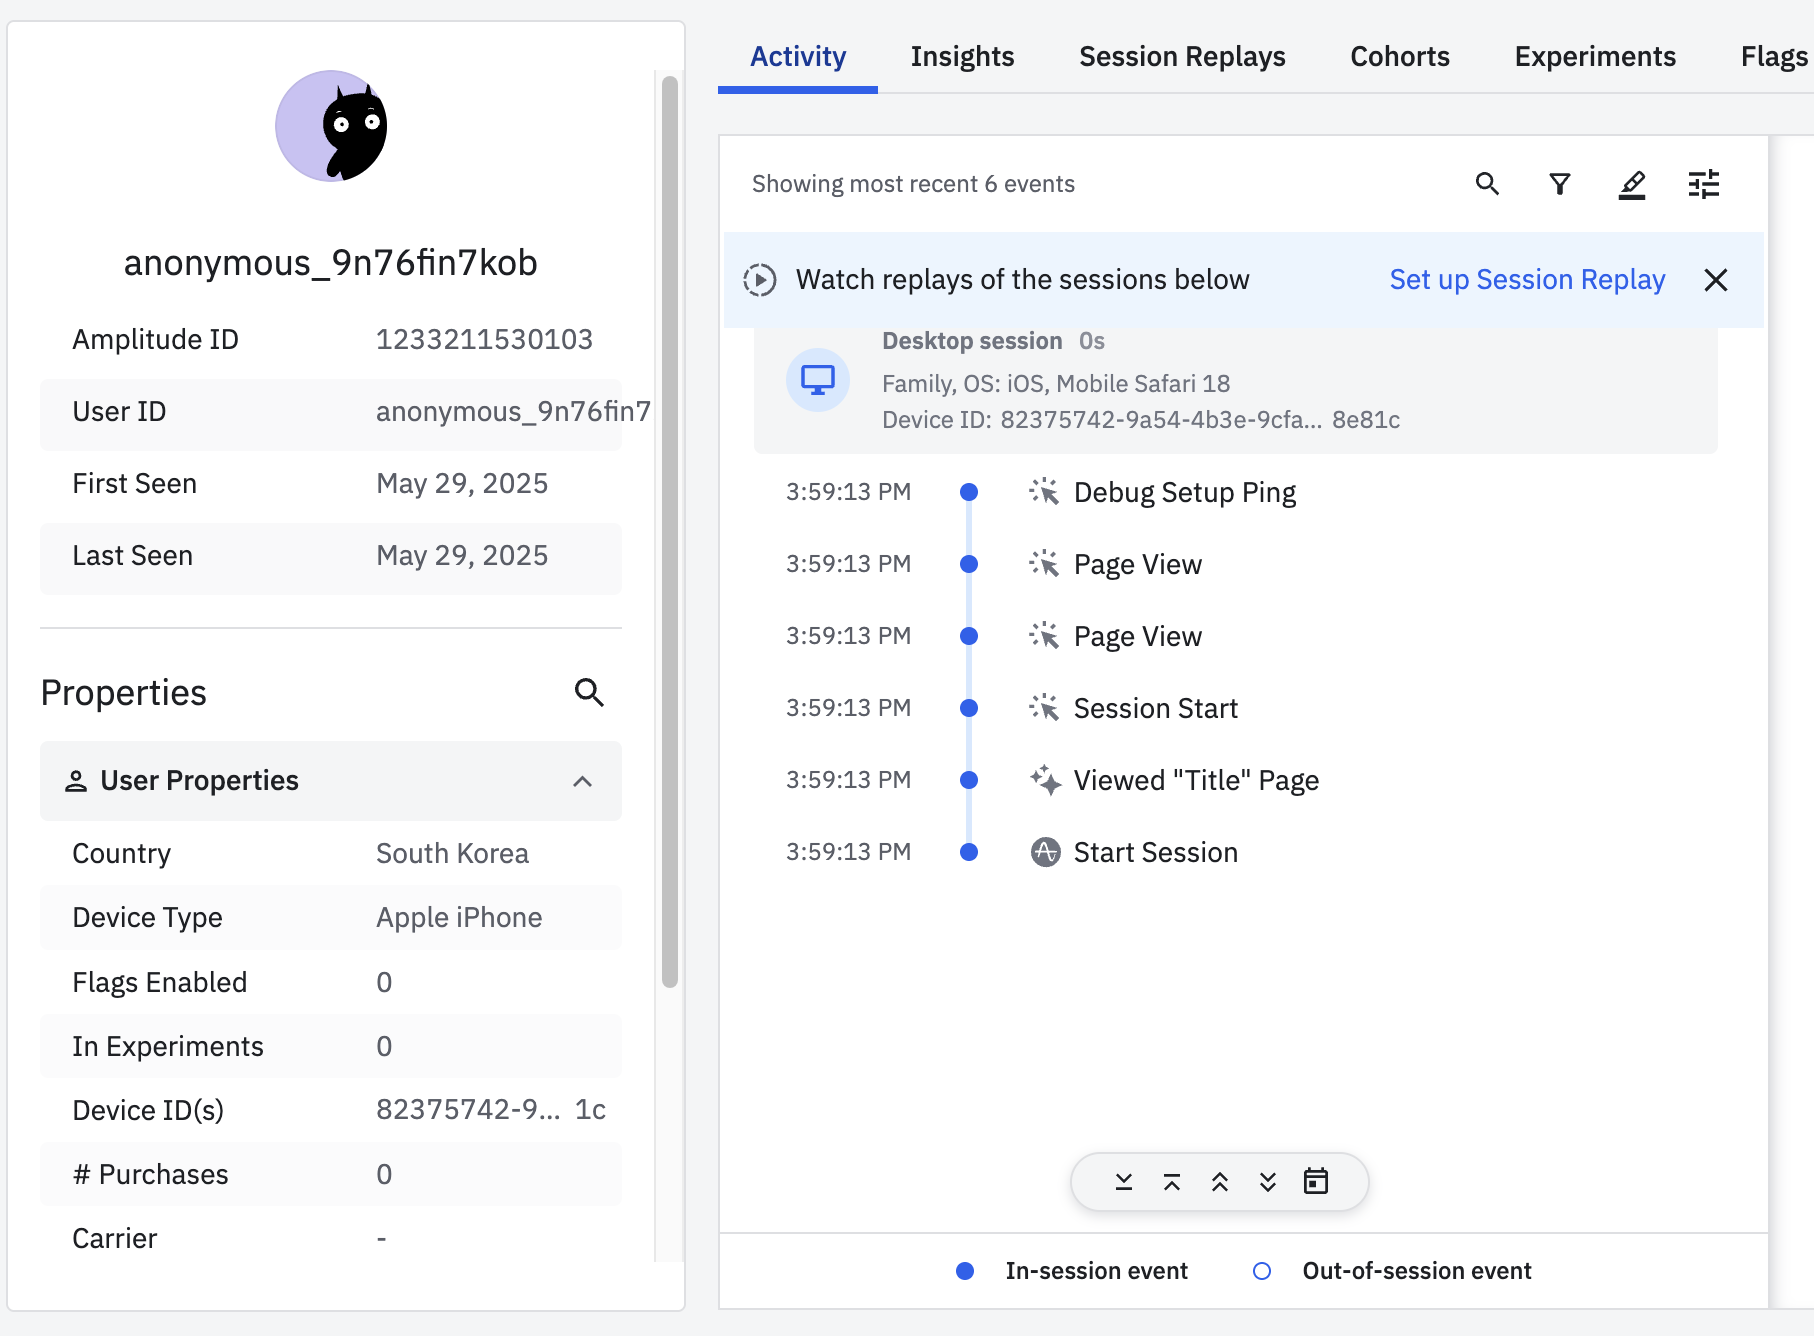 anonymous_9n76fin7kob
Amplitude ID 1233211530103
User ID anonymous_9n76fin7
First Seen May 29, 2025
Last Seen May 29, 2025
Properties
User Properties
Country South Korea
Device Type Apple iPhone
Flags Enabled 0
In Experiments 0
Device ID(s) 82375742-9... 1c
# Purchases 0
Carrier -
Activity Insights Session Replays Cohorts Experiments Flags
Showing most recent 6 events
Watch replays of the sessions below Set up Session Replay
Desktop session 0s
Family, OS: iOS, Mobile Safari 18
Device ID: 82375742-9a54-4b3e-9cfa... 8e81c
3:59:13 PM Debug Setup Ping
3:59:13 PM Page View
3:59:13 PM Page View
3:59:13 PM Session Start
3:59:13 PM Viewed "Title" Page
3:59:13 PM Start Session
In-session event Out-of-session event